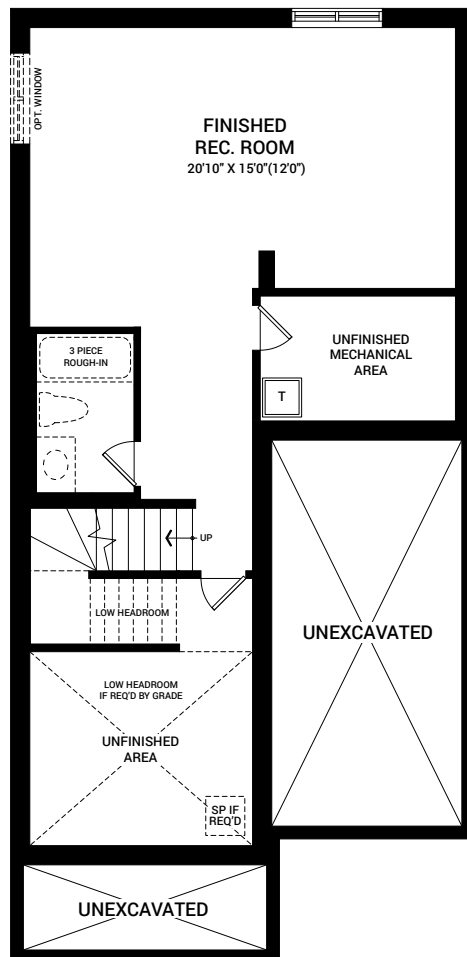 OPT. WINDOW
FINISHED
REC. ROOM
20'10" X 15'0"(12'0")
3 PIECE
ROUGH-IN
UNFINISHED
MECHANICAL
AREA
T
UP
LOW HEADROOM
UNEXCAVATED
LOW HEADROOM
IF REQ'D BY GRADE
UNFINISHED
AREA
SP IF
REQ'D
UNEXCAVATED